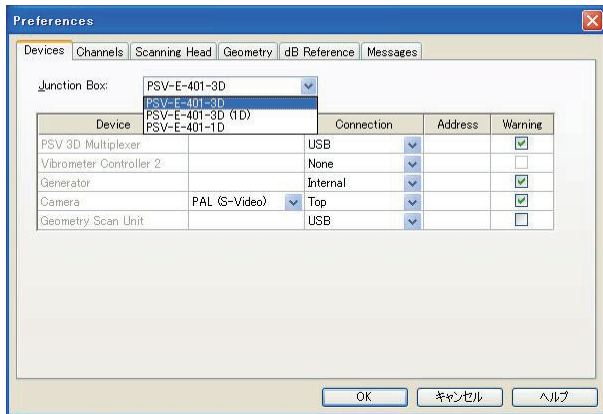 Preferences
Devices Channels Scanning Head Geometry dB Reference Messages
Junction Box: PSV-E-401-3D
PSV-E-401-3D
PSV-E-401-3D (1D)
PSV-E-401-1D
Device Connection Address Warning
PSV 3D Multiplexer USB
Vibrometer Controller 2 None
Generator Internal
Camera PAL (S-Video) Top
Geometry Scan Unit USB
OK キャンセル ヘルプ